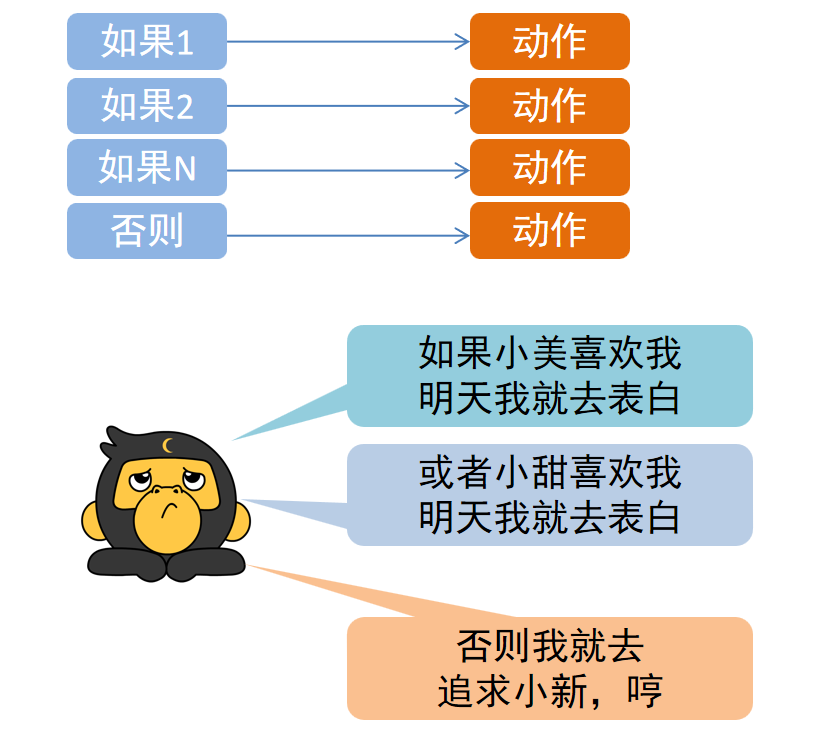 如果1
动作
如果2
动作
如果N
动作
否则
动作
如果小美喜欢我
明天我就去表白
或者小甜喜欢我
明天我就去表白
否则我就去
追求小新，哼